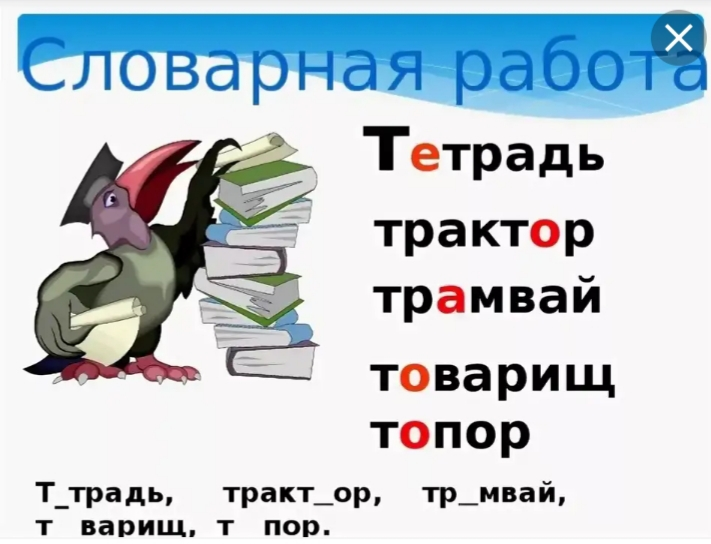 Словарная работа
Тетрадь
трактор
трамвай
товарищ
топор
Т_традь, тракт_ор, тр_мвай,
т_варищ, т_пор.